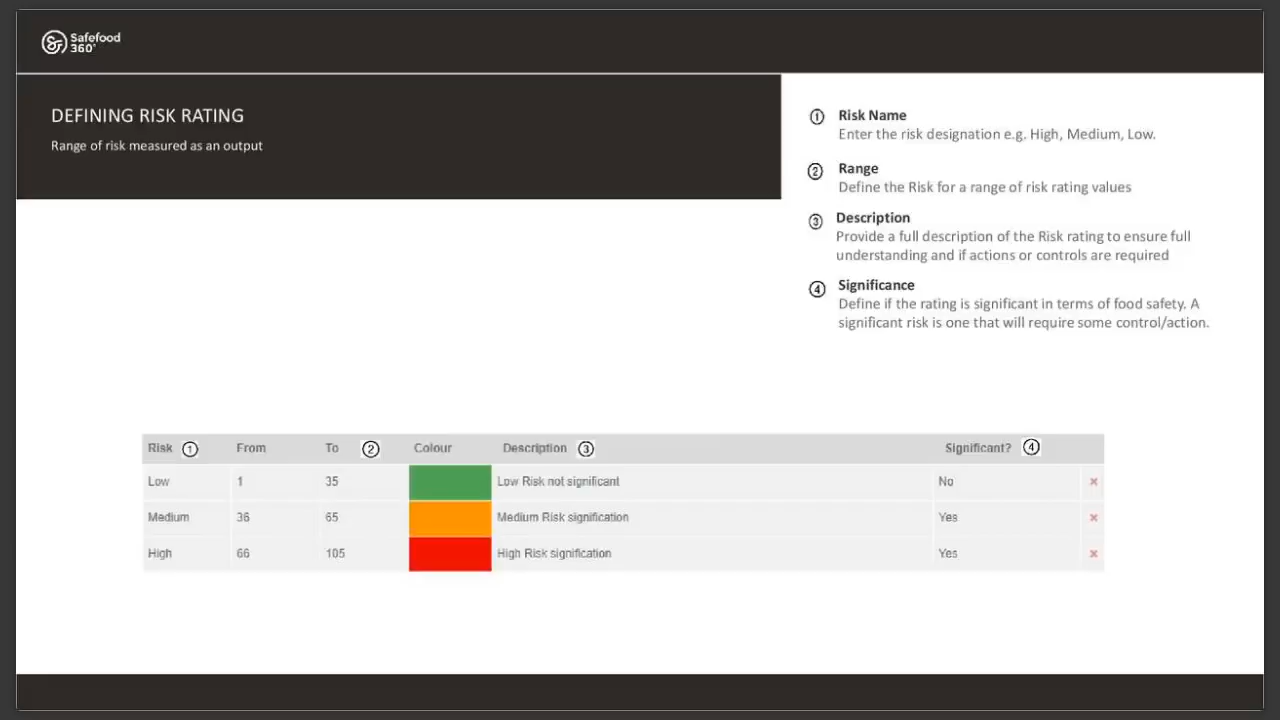 Safefood
360°
DEFINING RISK RATING
Range of risk measured as an output
1 Risk Name
Enter the risk designation e.g. High, Medium, Low.
2 Range
Define the Risk for a range of risk rating values
3 Description
Provide a full description of the Risk rating to ensure full
understanding and if actions or controls are required
4 Significance
Define if the rating is significant in terms of food safety. A
significant risk is one that will require some control/action.
Risk 1 From To 2 Colour Description 3 Significant? 4
Low 1 35 Low Risk not significant No ×
Medium 36 65 Medium Risk signification Yes ×
High 66 105 High Risk signification Yes ×